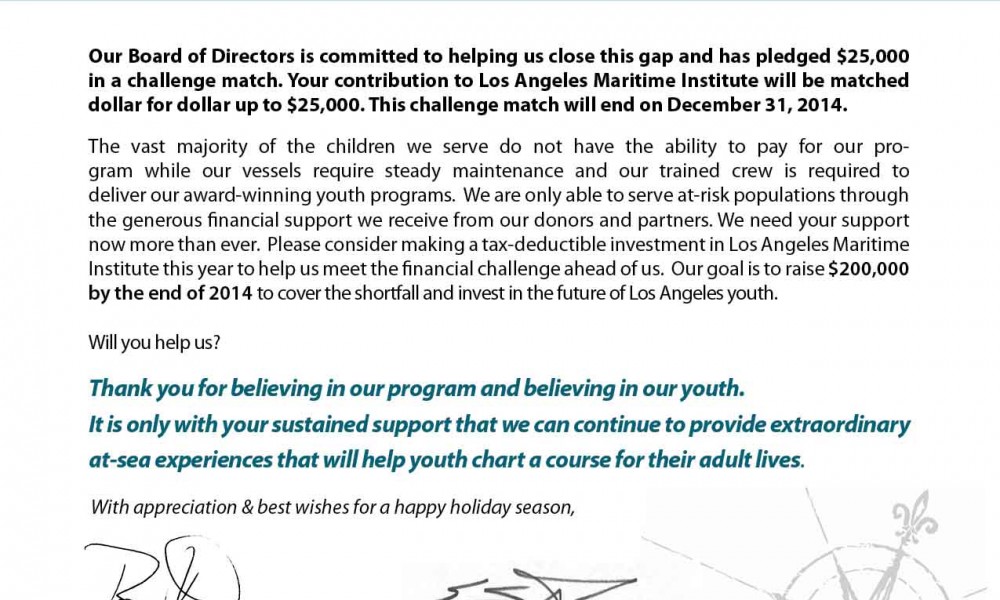 Our Board of Directors is committed to helping us close this gap and has pledged $25,000
in a challenge match. Your contribution to Los Angeles Maritime Institute will be matched
dollar for dollar up to $25,000. This challenge match will end on December 31, 2014.
The vast majority of the children we serve do not have the ability to pay for our pro-
gram while our vessels require steady maintenance and our trained crew is required to
deliver our award-winning youth programs. We are only able to serve at-risk populations through
the generous financial support we receive from our donors and partners. We need your support
now more than ever. Please consider making a tax-deductible investment in Los Angeles Maritime
Institute this year to help us meet the financial challenge ahead of us. Our goal is to raise $200,000
by the end of 2014 to cover the shortfall and invest in the future of Los Angeles youth.
Will you help us?
Thank you for believing in our program and believing in our youth.
It is only with your sustained support that we can continue to provide extraordinary
at-sea experiences that will help youth chart a course for their adult lives.
With appreciation & best wishes for a happy holiday season,